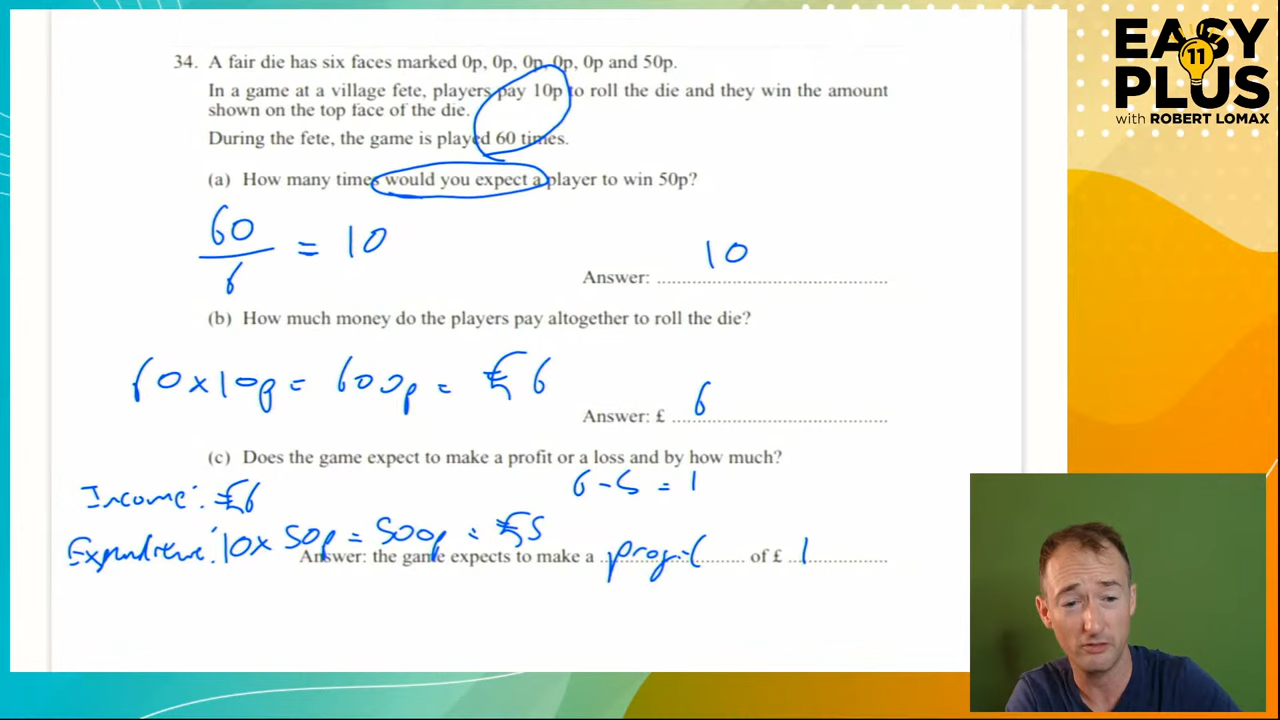 34. A fair die has six faces marked 0p, 0p, 0p, 0p, 0p and 50p.
In a game at a village fete, players pay 10p to roll the die and they win the amount
shown on the top face of the die.
During the fete, the game is played 60 times.
(a) How many times would you expect a player to win 50p?
60/6 = 10
Answer: 10
(b) How much money do the players pay altogether to roll the die?
60 x 10p = 600p = £6
Answer: £ 6
(c) Does the game expect to make a profit or a loss and by how much?
6 - 5 = 1
Income: £6
Expenditure: 10 x 50p = 500p = £5
Answer: the game expects to make a profit of £ 1
EASY
11
PLUS
with ROBERT LOMAX